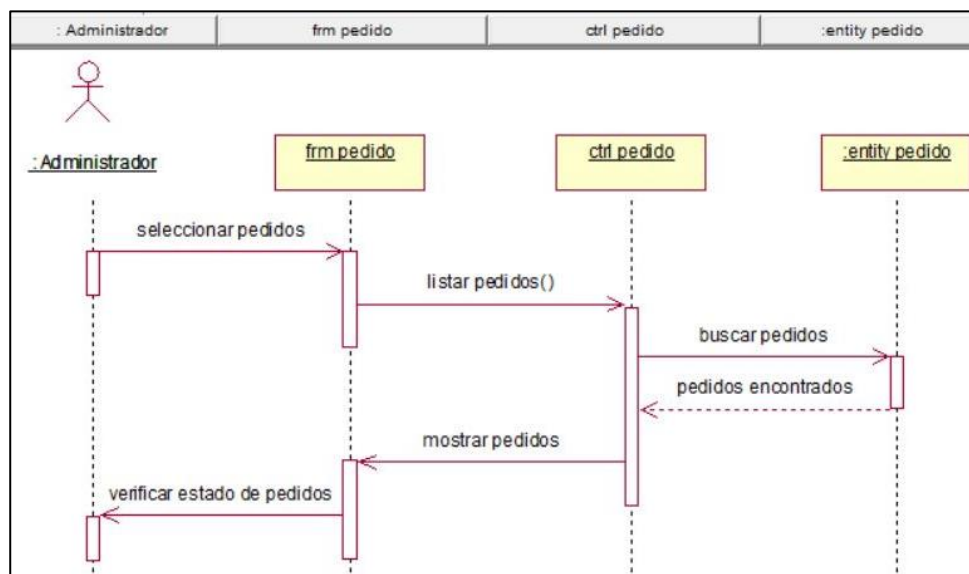 : Administrador
frm pedido
ctrl pedido
:entity pedido
: Administrador
frm pedido
ctrl pedido
:entity pedido
seleccionar pedidos
listar pedidos()
buscar pedidos
pedidos encontrados
mostrar pedidos
verificar estado de pedidos